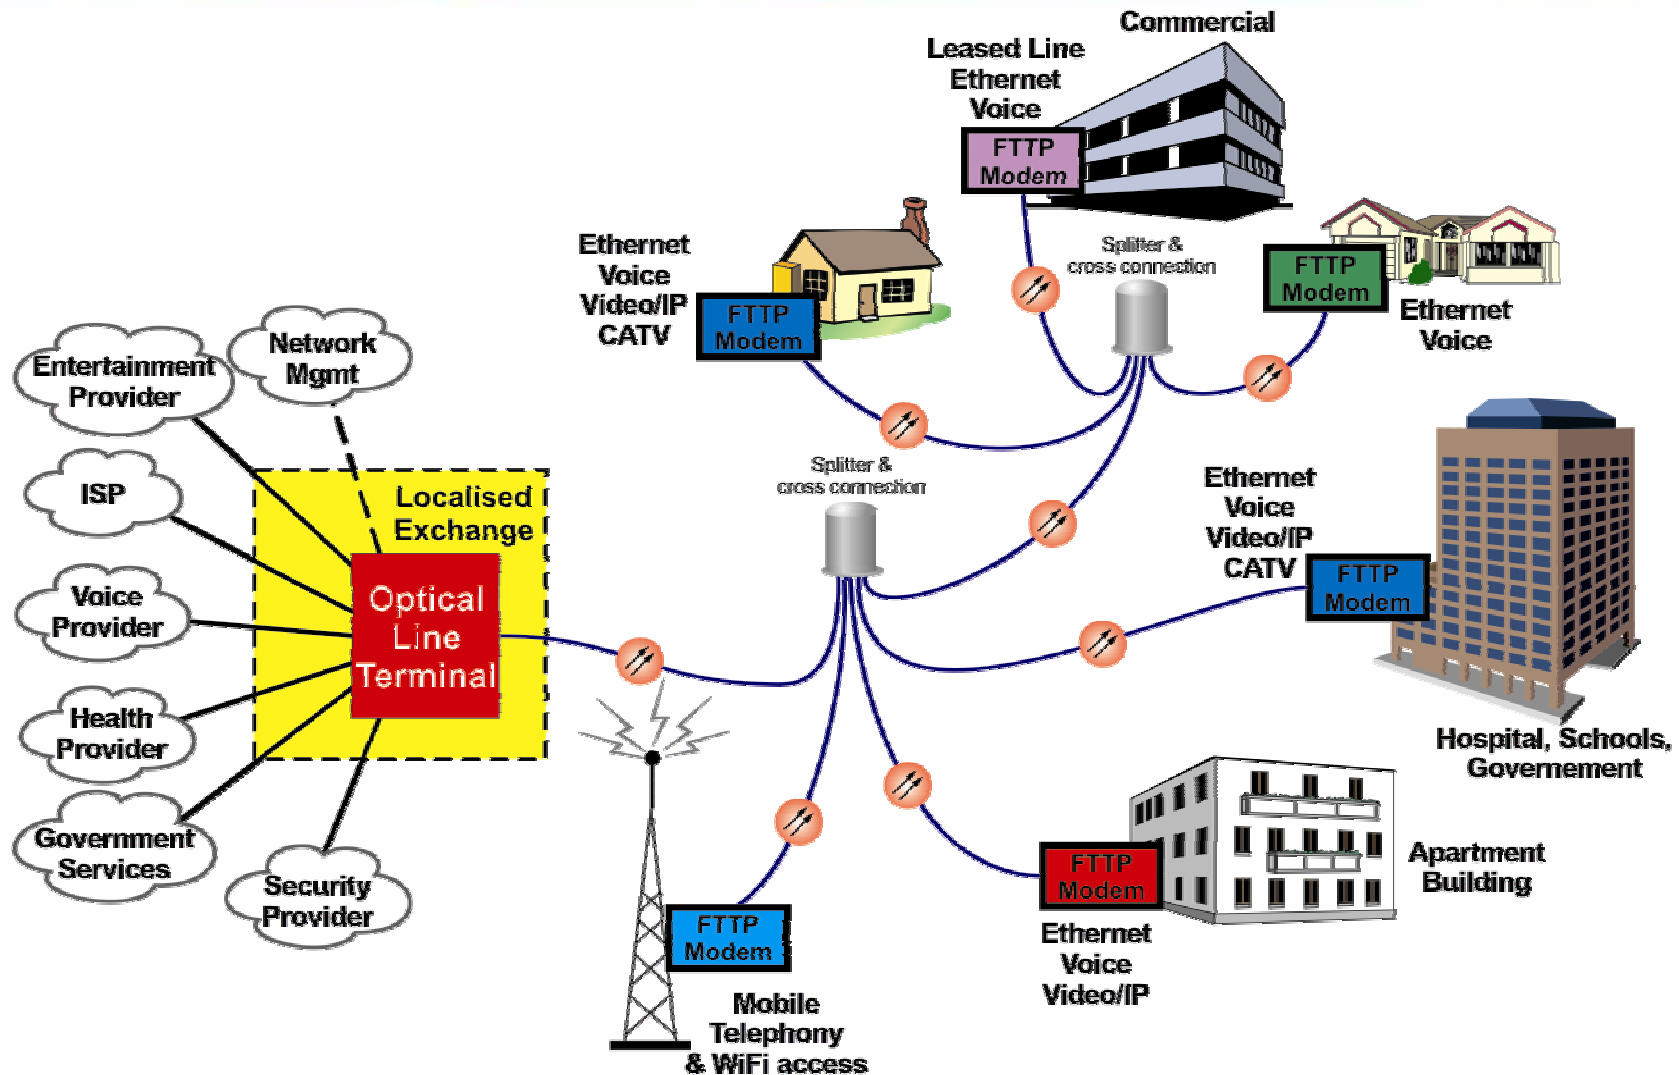 Commercial
Leased Line
Ethernet
Voice
FTTP
Modem
Splitter &
cross connection
FTTP
Modem
Ethernet
Voice
Ethernet
Voice
Video/IP
CATV
FTTP
Modem
Network
Mgmt
Entertainment
Provider
ISP
Voice
Provider
Health
Provider
Government
Services
Security
Provider
Localised
Exchange
Optical
Line
Terminal
Splitter &
cross connection
Ethernet
Voice
Video/IP
CATV
FTTP
Modem
Hospital, Schools,
Governement
FTTP
Modem
Apartment
Building
Ethernet
Voice
Video/IP
FTTP
Modem
Mobile
Telephony
& WiFi access